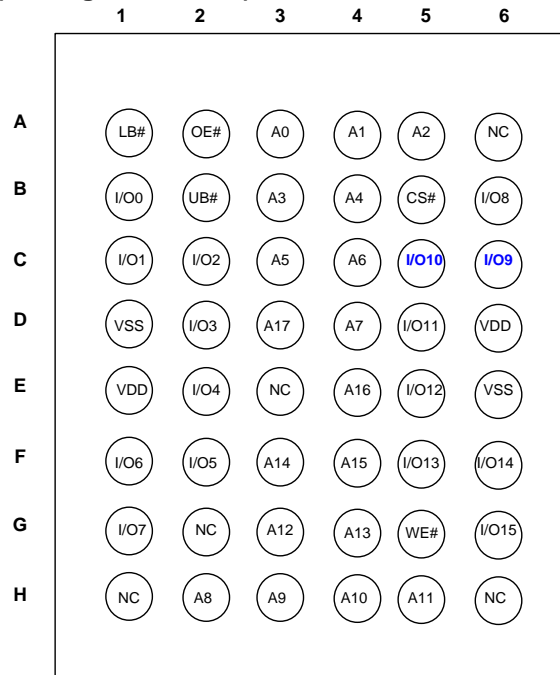 1 2 3 4 5 6
A LB# OE# A0 A1 A2 NC
B I/O0 UB# A3 A4 CS# I/O8
C I/O1 I/O2 A5 A6 I/O10 I/O9
D VSS I/O3 A17 A7 I/O11 VDD
E VDD I/O4 NC A16 I/O12 VSS
F I/O6 I/O5 A14 A15 I/O13 I/O14
G I/O7 NC A12 A13 WE# I/O15
H NC A8 A9 A10 A11 NC